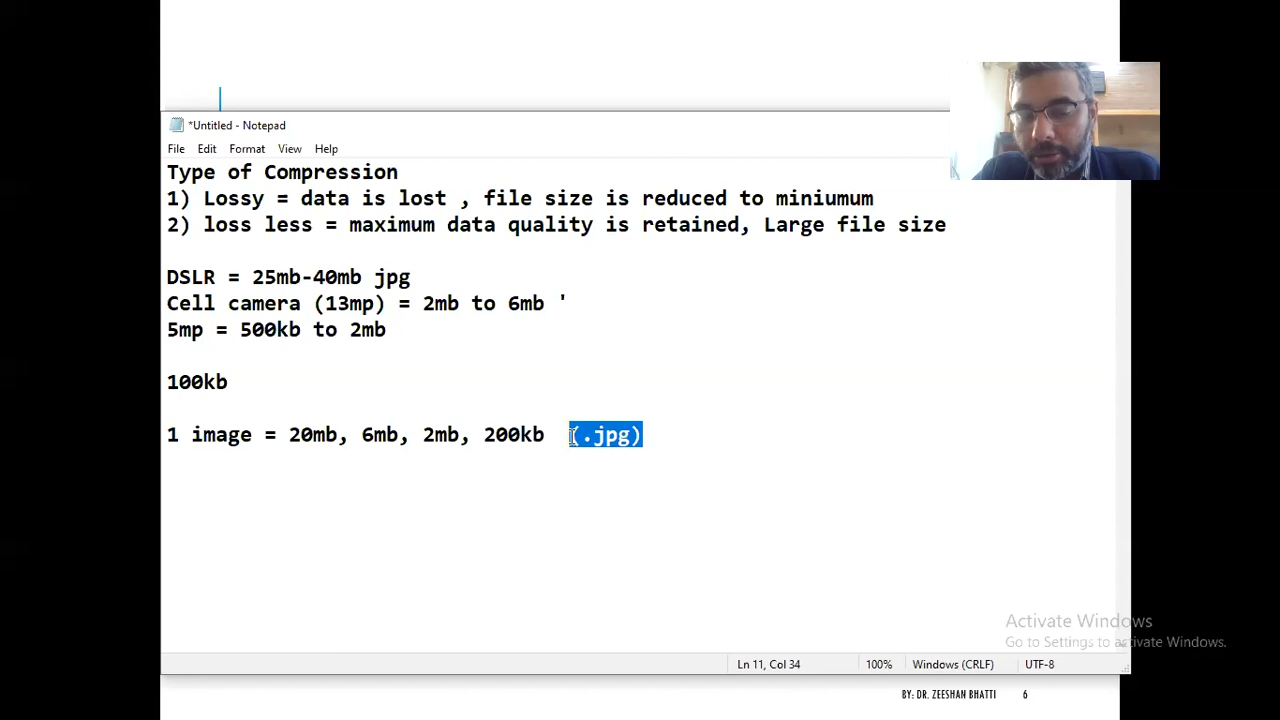 *Untitled - Notepad
File Edit Format View Help
Type of Compression
1) Lossy = data is lost , file size is reduced to miniumum
2) loss less = maximum data quality is retained, Large file size
DSLR = 25mb-40mb jpg
Cell camera (13mp) = 2mb to 6mb '
5mp = 500kb to 2mb
100kb
1 image = 20mb, 6mb, 2mb, 200kb (.jpg)
Activate Windows
Go to Settings to activate Windows.
Ln 11, Col 34 100% Windows (CRLF) UTF-8
BY: DR. ZEESHAN BHATTI 6